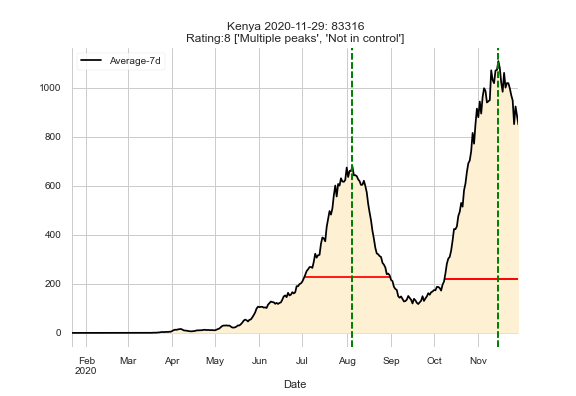 Kenya 2020-11-29: 83316
Rating:8 ['Multiple peaks', 'Not in control']
Average-7d
1000
800
600
400
200
0
Feb Mar Apr May Jun Jul Aug Sep Oct Nov
2020
Date